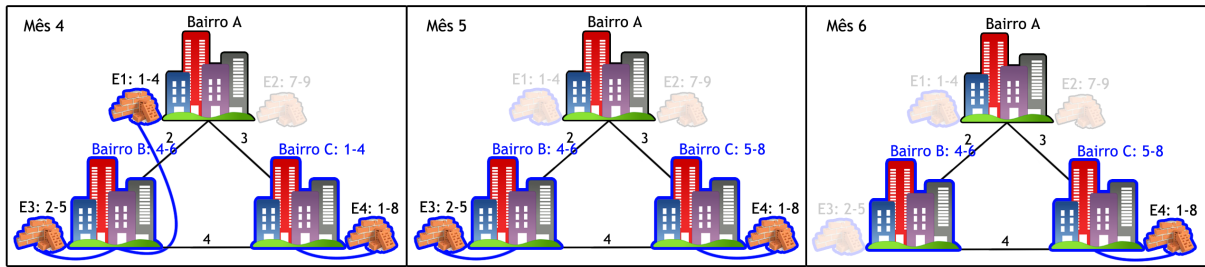 Mês 4
Bairro A
E1: 1-4
E2: 7-9
2
3
Bairro B: 4-6
Bairro C: 1-4
E3: 2-5
E4: 1-8
4
Mês 5
Bairro A
E1: 1-4
E2: 7-9
2
3
Bairro B: 4-6
Bairro C: 5-8
E3: 2-5
E4: 1-8
4
Mês 6
Bairro A
E1: 1-4
E2: 7-9
2
3
Bairro B: 4-6
Bairro C: 5-8
E3: 2-5
E4: 1-8
4